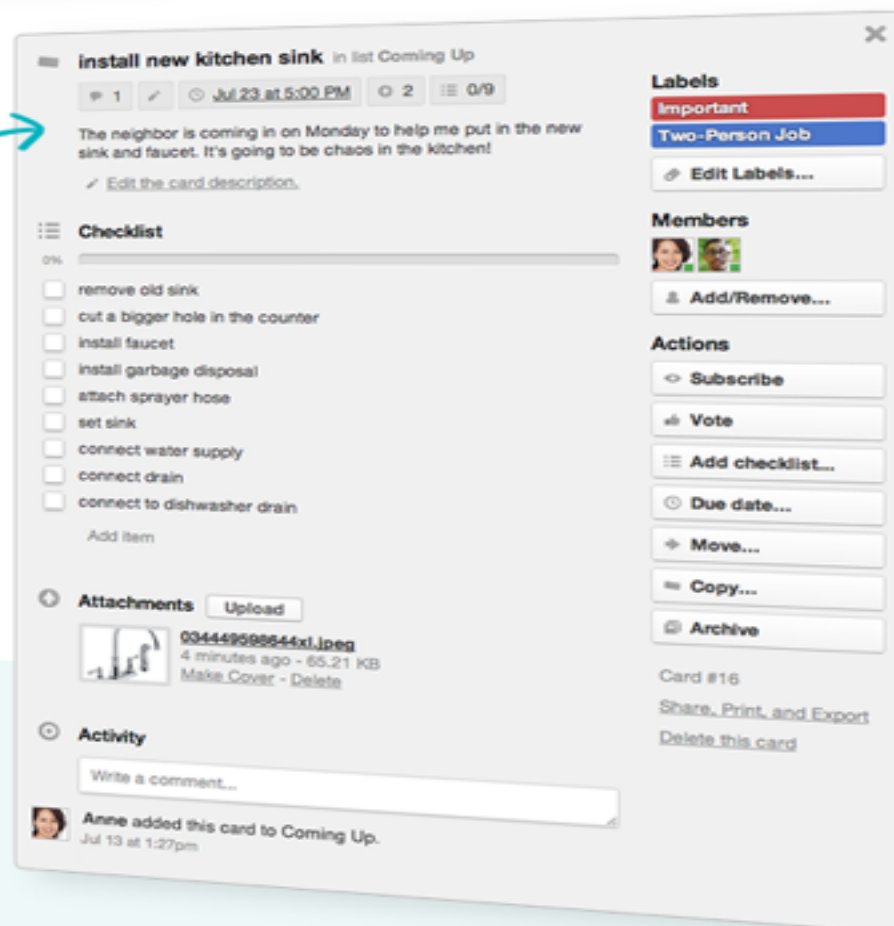 install new kitchen sink in list Coming Up
1 Jul 23 at 5:00 PM 2 0/9
The neighbor is coming in on Monday to help me put in the new
sink and faucet. It's going to be chaos in the kitchen!
Edit the card description.
Checklist
0%
remove old sink
cut a bigger hole in the counter
install faucet
install garbage disposal
attach sprayer hose
set sink
connect water supply
connect drain
connect to dishwasher drain
Add item
Attachments Upload
034449598644xl.jpeg
4 minutes ago - 65.21 KB
Make Cover - Delete
Activity
Write a comment...
Anne added this card to Coming Up.
Jul 13 at 1:27pm
Labels
Important
Two-Person Job
Edit Labels...
Members
Add/Remove...
Actions
Subscribe
Vote
Add checklist...
Due date...
Move...
Copy...
Archive
Card #16
Share, Print, and Export
Delete this card